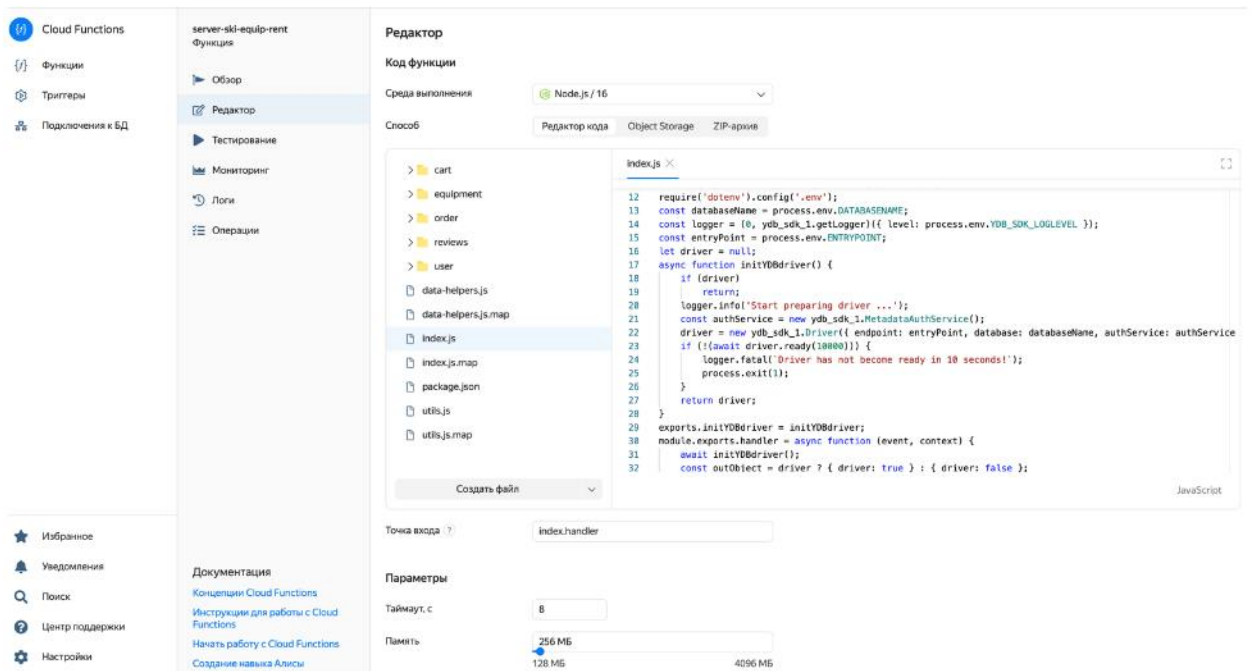 Cloud Functions
Функции
Триггеры
Подключения к БД
Избранное
Уведомления
Поиск
Центр поддержки
Настройки
server-ski-equip-rent
Функция
Обзор
Редактор
Тестирование
Мониторинг
Логи
Операции
Документация
Концепции Cloud Functions
Инструкции для работы с Cloud
Functions
Начать работу с Cloud Functions
Создание навыка Алисы
Редактор
Код функции
Среда выполнения
Node.js / 16
Способ
Редактор кода Object Storage ZIP-архив
cart
equipment
order
reviews
user
data-helpers.js
data-helpers.js.map
index.js
index.js.map
package.json
utils.js
utils.js.map
Создать файл
index.js
12 require('dotenv').config('.env');
13 const databaseName = process.env.DATABASENAME;
14 const logger = (0, ydb_sdk_1.getLogger)({ level: process.env.YDB_SDK_LOGLEVEL });
15 const entryPoint = process.env.ENTRYPOINT;
16 let driver = null;
17 async function initYDBdriver() {
18 if (driver)
19 return;
20 logger.info('Start preparing driver ...');
21 const authService = new ydb_sdk_1.MetadataAuthService();
22 driver = new ydb_sdk_1.Driver({ endpoint: entryPoint, database: databaseName, authService: authService
23 if (!(await driver.ready(10000))) {
24 logger.fatal(`Driver has not become ready in 10 seconds!`);
25 process.exit(1);
26 }
27 return driver;
28 }
29 exports.initYDBdriver = initYDBdriver;
30 module.exports.handler = async function (event, context) {
31 await initYDBdriver();
32 const outObject = driver ? { driver: true } : { driver: false };
JavaScript
Точка входа ?
index.handler
Параметры
Таймаут, с
8
Память
256 МБ
128 МБ 4096 МБ